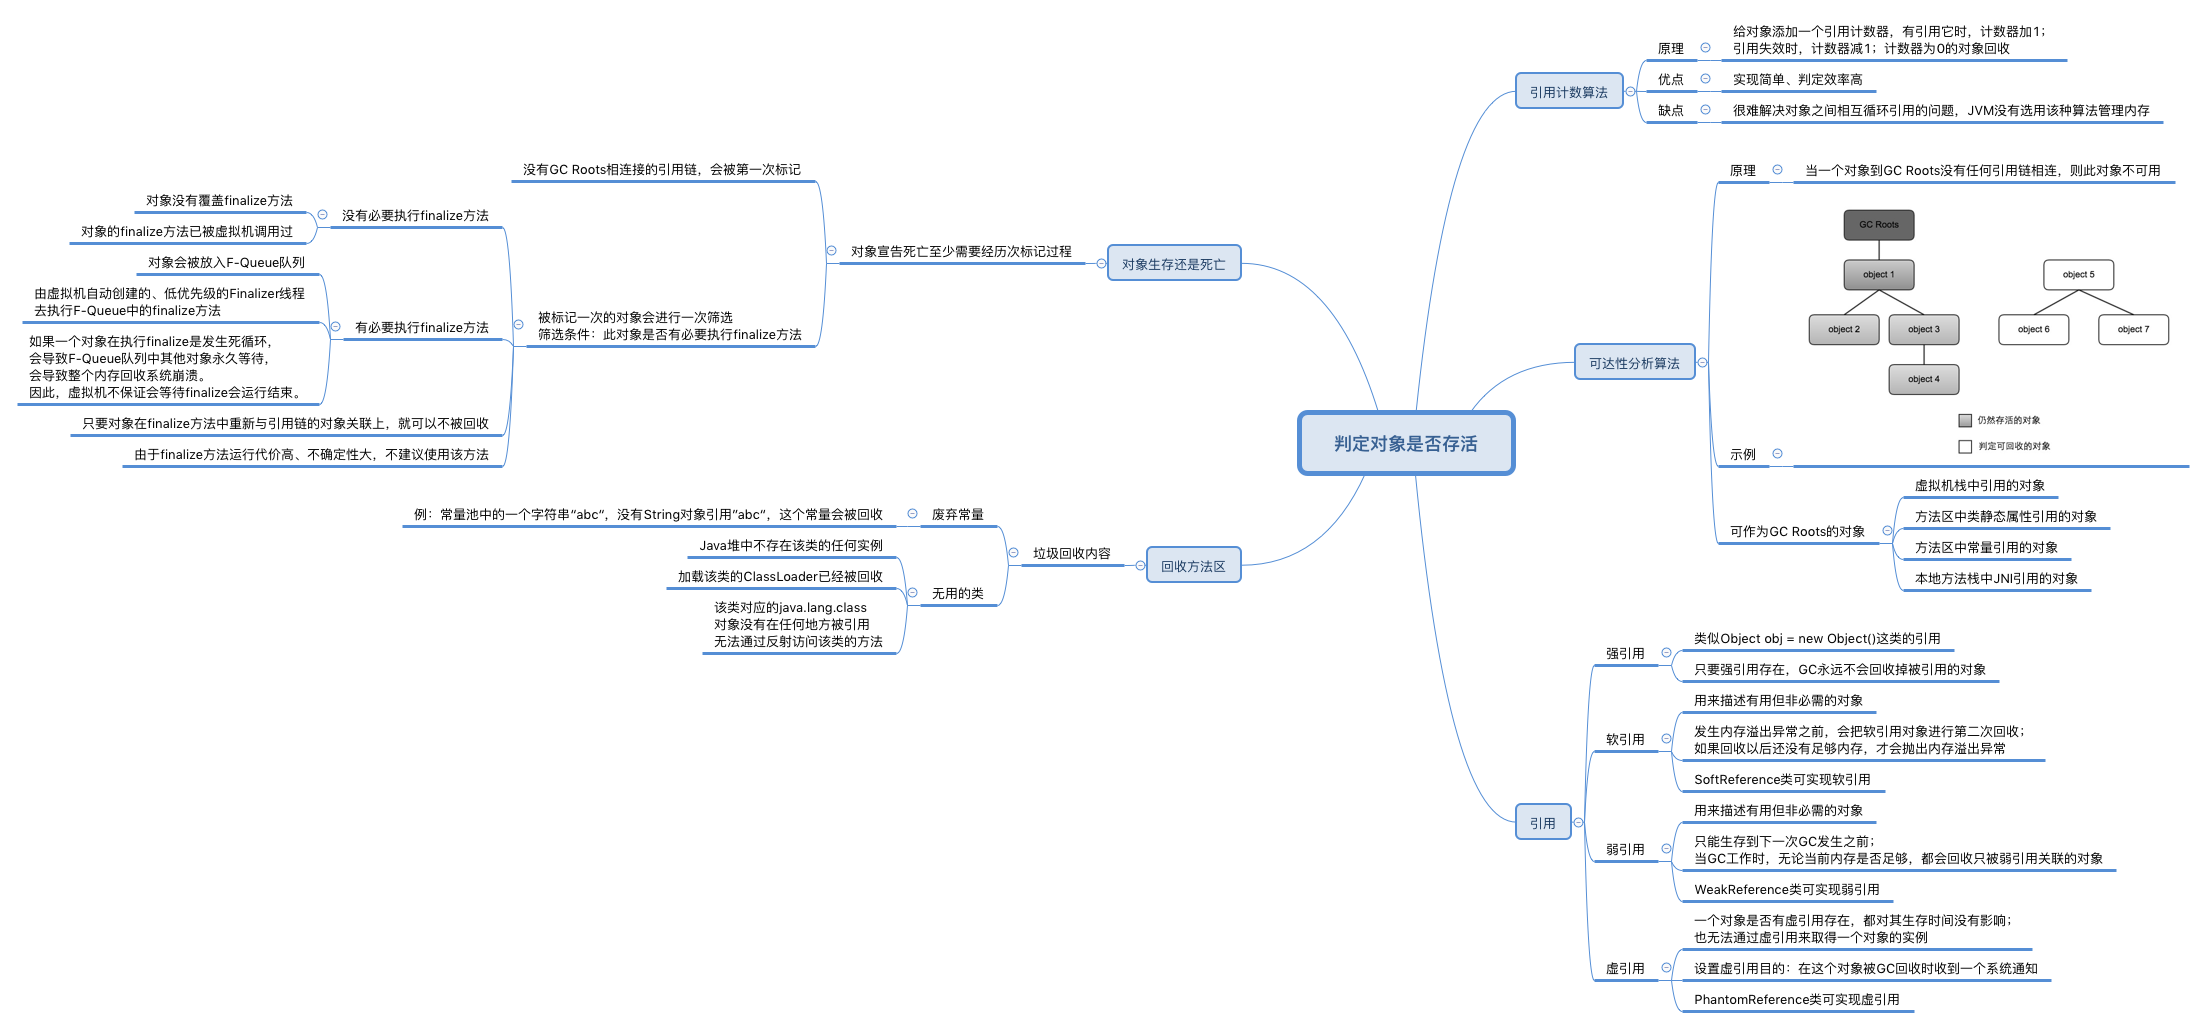 判定对象是否存活
引用计数算法
原理
给对象添加一个引用计数器，有引用它时，计数器加1；
引用失效时，计数器减1；计数器为0的对象回收
优点
实现简单、判定效率高
缺点
很难解决对象之间相互循环引用的问题，JVM没有选用该种算法管理内存
可达性分析算法
原理
当一个对象到GC Roots没有任何引用链相连，则此对象不可用
示例
GC Roots
object 1
object 2
object 3
object 4
object 5
object 6
object 7
仍然存活的对象
判定可回收的对象
可作为GC Roots的对象
虚拟机栈中引用的对象
方法区中类静态属性引用的对象
方法区中常量引用的对象
本地方法栈中JNI引用的对象
引用
强引用
类似Object obj = new Object()这类的引用
只要强引用存在，GC永远不会回收掉被引用的对象
软引用
用来描述有用但非必需的对象
发生内存溢出异常之前，会把软引用对象进行第二次回收；
如果回收以后还没有足够内存，才会抛出内存溢出异常
SoftReference类可实现软引用
弱引用
用来描述有用但非必需的对象
只能生存到下一次GC发生之前；
当GC工作时，无论当前内存是否足够，都会回收只被弱引用关联的对象
WeakReference类可实现弱引用
虚引用
一个对象是否有虚引用存在，都对其生存时间没有影响；
也无法通过虚引用来取得一个对象的实例
设置虚引用目的：在这个对象被GC回收时收到一个系统通知
PhantomReference类可实现虚引用
对象生存还是死亡
对象宣告死亡至少需要经历次标记过程
没有GC Roots相连接的引用链，会被第一次标记
被标记一次的对象会进行一次筛选
筛选条件：此对象是否有必要执行finalize方法
没有必要执行finalize方法
对象没有覆盖finalize方法
对象的finalize方法已被虚拟机调用过
有必要执行finalize方法
对象会被放入F-Queue队列
由虚拟机自动创建的、低优先级的Finalizer线程
去执行F-Queue中的finalize方法
如果一个对象在执行finalize是发生死循环，
会导致F-Queue队列中其他对象永久等待，
会导致整个内存回收系统崩溃。
因此，虚拟机不保证会等待finalize会运行结束。
只要对象在finalize方法中重新与引用链的对象关联上，就可以不被回收
由于finalize方法运行代价高、不确定性大，不建议使用该方法
回收方法区
垃圾回收内容
废弃常量
例：常量池中的一个字符串“abc”，没有String对象引用”abc“，这个常量会被回收
无用的类
Java堆中不存在该类的任何实例
加载该类的ClassLoader已经被回收
该类对应的java.lang.class
对象没有在任何地方被引用
无法通过反射访问该类的方法